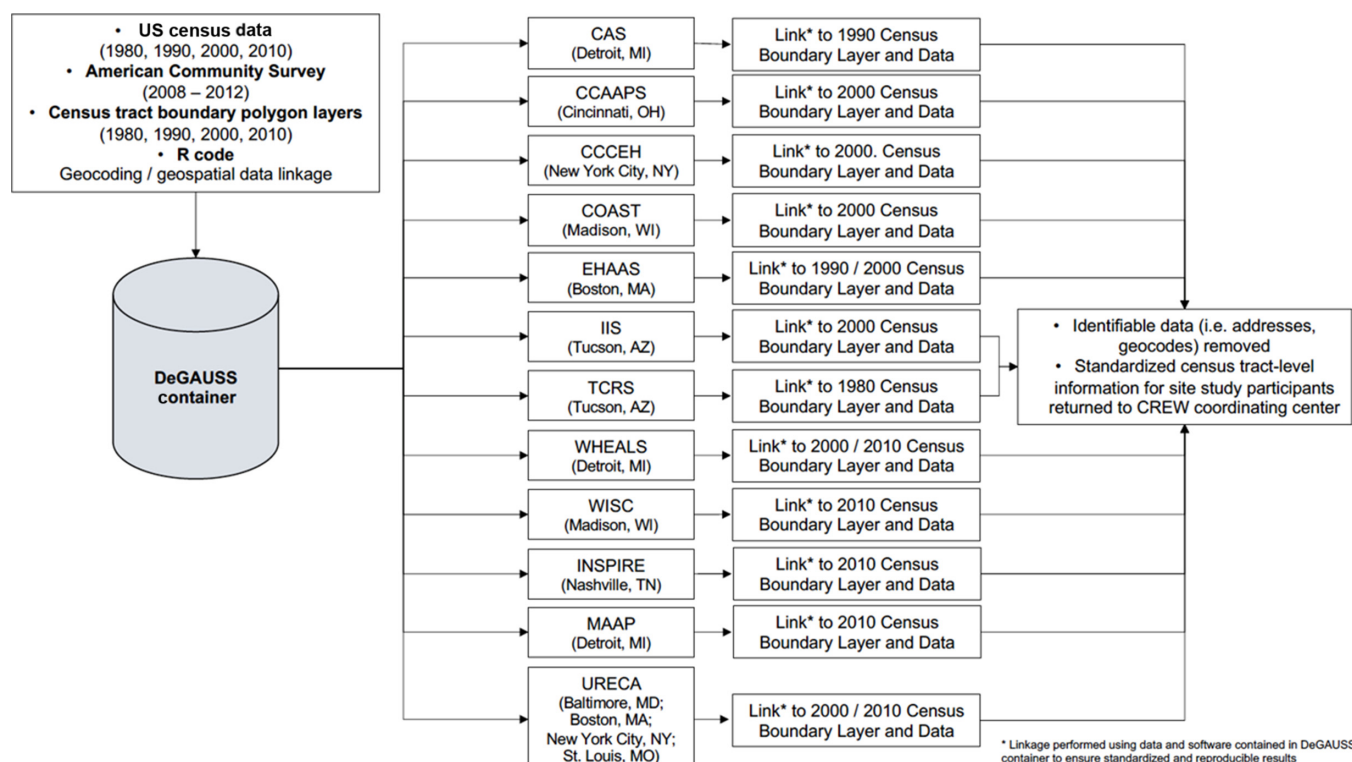 • US census data
(1980, 1990, 2000, 2010)
• American Community Survey
(2008 – 2012)
• Census tract boundary polygon layers
(1980, 1990, 2000, 2010)
• R code
Geocoding / geospatial data linkage
DeGAUSS
container
CAS
(Detroit, MI)
Link* to 1990 Census
Boundary Layer and Data
CCAAPS
(Cincinnati, OH)
Link* to 2000 Census
Boundary Layer and Data
CCCEH
(New York City, NY)
Link* to 2000. Census
Boundary Layer and Data
COAST
(Madison, WI)
Link* to 2000 Census
Boundary Layer and Data
EHAAS
(Boston, MA)
Link* to 1990 / 2000 Census
Boundary Layer and Data
IIS
(Tucson, AZ)
Link* to 2000 Census
Boundary Layer and Data
TCRS
(Tucson, AZ)
Link* to 1980 Census
Boundary Layer and Data
WHEALS
(Detroit, MI)
Link* to 2000 / 2010 Census
Boundary Layer and Data
WISC
(Madison, WI)
Link* to 2010 Census
Boundary Layer and Data
INSPIRE
(Nashville, TN)
Link* to 2010 Census
Boundary Layer and Data
MAAP
(Detroit, MI)
Link* to 2010 Census
Boundary Layer and Data
URECA
(Baltimore, MD;
Boston, MA;
New York City, NY;
St. Louis, MO)
Link* to 2000 / 2010 Census
Boundary Layer and Data
• Identifiable data (i.e. addresses,
geocodes) removed
• Standardized census tract-level
information for site study participants
returned to CREW coordinating center
* Linkage performed using data and software contained in DeGAUSS
container to ensure standardized and reproducible results